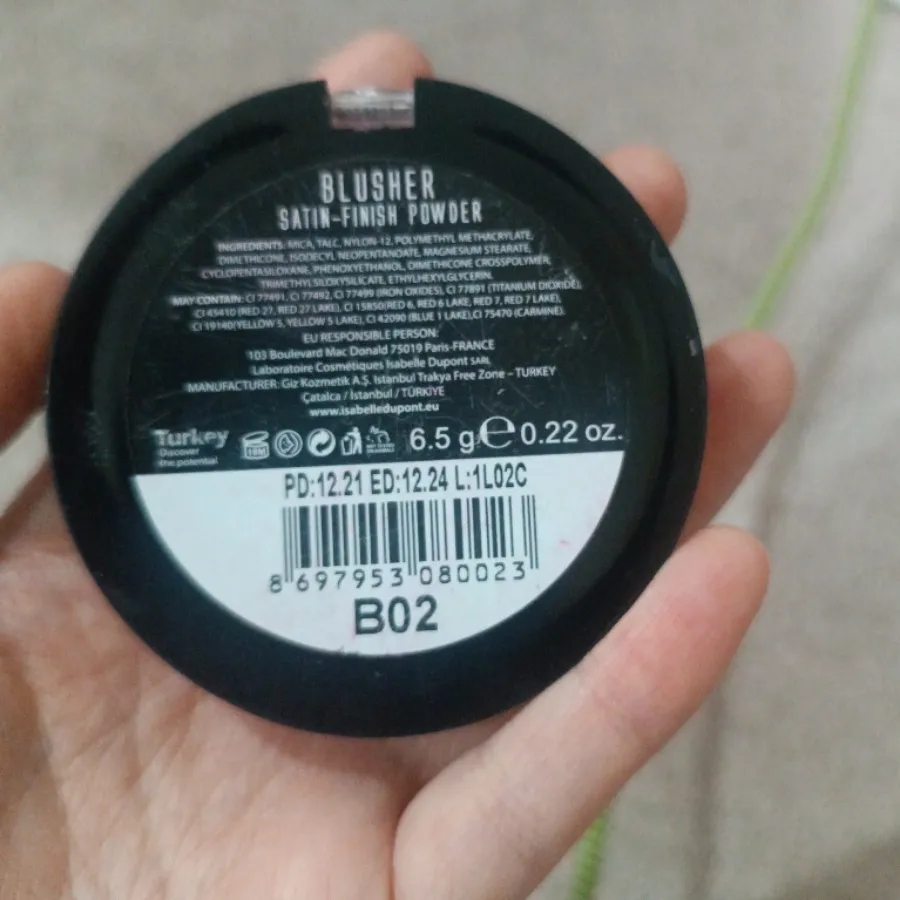 BLUSHER
SATIN-FINISH POWDER
INGREDIENTS: MICA, TALC, NYLON-12, POLYMETHYL METHACRYLATE,
DIMETHICONE, ISODECYL NEOPENTANOATE, MAGNESIUM STEARATE,
CYCLOPENTASILOXANE, PHENOXYETHANOL, DIMETHICONE CROSSPOLYMER,
TRIMETHYLSILOXYSILICATE, ETHYLHEXYLGLYCERIN.
MAY CONTAIN: CI 77491, CI 77492, CI 77499 (IRON OXIDES), CI 77891 (TITANIUM DIOXIDE),
CI 45410 (RED 27, RED 27 LAKE), CI 15850(RED 6, RED 6 LAKE, RED 7, RED 7 LAKE),
CI 19140(YELLOW 5, YELLOW 5 LAKE), CI 42090 (BLUE 1 LAKE),CI 75470 (CARMINE).
EU RESPONSIBLE PERSON:
103 Boulevard Mac Donald 75019 Paris-FRANCE
Laboratoire Cosmétiques Isabelle Dupont SARL
MANUFACTURER: Giz Kozmetik A.Ş. Istanbul Trakya Free Zone – TURKEY
Çatalca / İstanbul / TÜRKİYE
www.isabelledupont.eu
Turkey
Discover
the potential
18M
6.5 g e 0.22 oz.
PD:12.21 ED:12.24 L:1L02C
8 697953 080023
B02